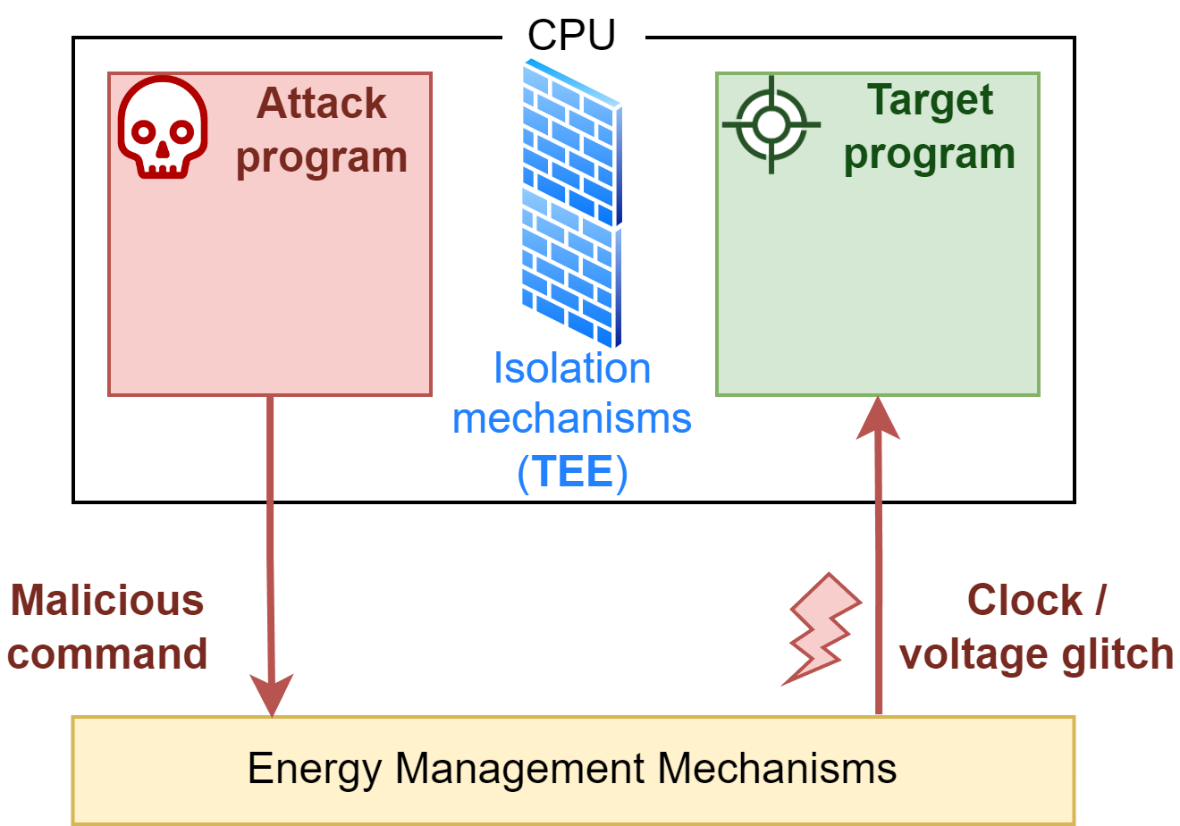 CPU
Attack
program
Target
program
Isolation
mechanisms
(TEE)
Malicious
command
Clock /
voltage glitch
Energy Management Mechanisms